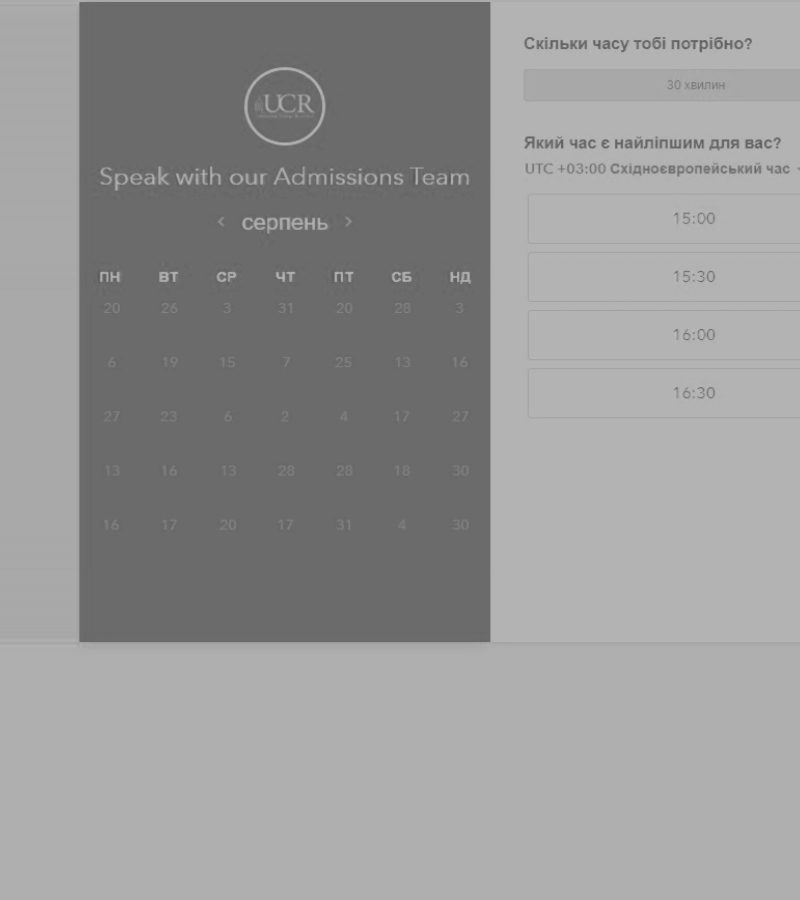 UCR
Speak with our Admissions Team
серпень
ПН ВТ СР ЧТ ПТ СБ НД
20 26 3 31 20 28 3
6 19 15 7 25 13 16
27 23 6 2 4 17 27
13 16 13 28 28 18 30
16 17 20 17 31 4 30
Скільки часу тобі потрібно?
30 хвилин
Який час є найліпшим для вас?
UTC +03:00 Східноєвропейський час
15:00
15:30
16:00
16:30